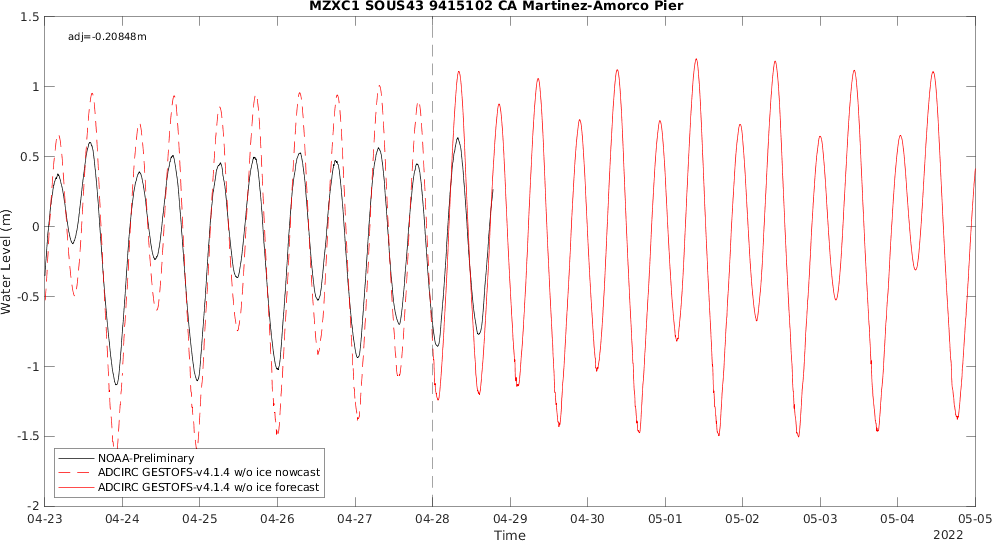 MZXC1 SOUS43 9415102 CA Martinez-Amorco Pier
adj=-0.20848m
1.5
1
0.5
0
-0.5
-1
-1.5
-2
Water Level (m)
NOAA-Preliminary
ADCIRC GESTOFS-v4.1.4 w/o ice nowcast
ADCIRC GESTOFS-v4.1.4 w/o ice forecast
04-23 04-24 04-25 04-26 04-27 04-28 04-29 04-30 05-01 05-02 05-03 05-04 05-05
Time
2022